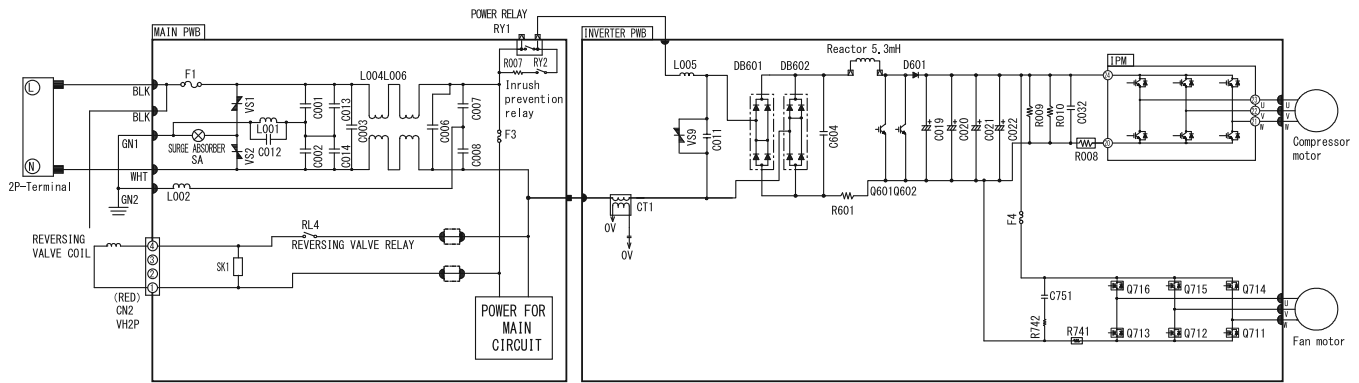 POWER RELAY
RY1
MAIN PWB
INVERTER PWB
Reactor 5.3mH
F1
L004L006
R007
RY2
L005
DB601
DB602
D601
IPM
L
BLK
VS1
C001
C013
C007
Inrush
prevention
relay
24
BLK
L001
C003
C006
F3
VS9
C011
C604
C019
C020
C021
C022
R009
R010
C032
U
V
W
GN1
SURGE ABSORBER
SA
VS2
C012
C002
C014
C008
R008
20
Compressor
motor
N
WHT
2P-Terminal
GN2
L002
CT1
R601
Q601Q602
0V
0V
F4
REVERSING
VALVE COIL
RL4
REVERSING VALVE RELAY
4
3
2
1
SK1
(RED)
CN2
VH2P
POWER FOR
MAIN
CIRCUIT
C751
R742
R741
Q716
Q715
Q714
Q713
Q712
Q711
U
V
W
Fan motor